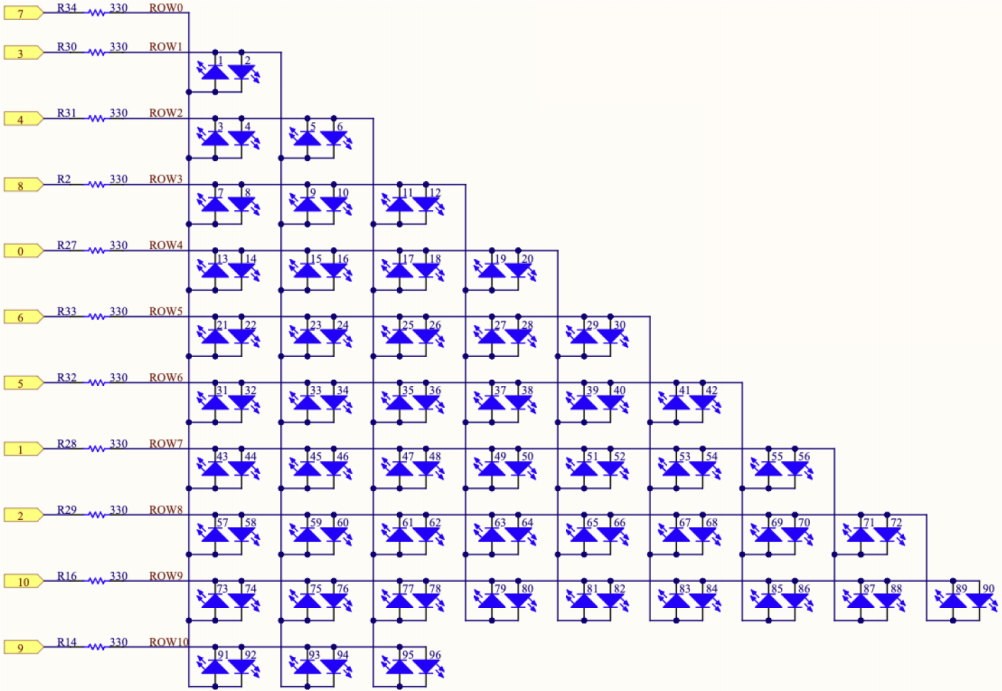 7 R34 330 ROW0
3 R30 330 ROW1
1 2
4 R31 330 ROW2
3 4 5 6
8 R2 330 ROW3
7 8 9 10 11 12
0 R27 330 ROW4
13 14 15 16 17 18 19 20
6 R33 330 ROW5
21 22 23 24 25 26 27 28 29 30
5 R32 330 ROW6
31 32 33 34 35 36 37 38 39 40 41 42
1 R28 330 ROW7
43 44 45 46 47 48 49 50 51 52 53 54 55 56
2 R29 330 ROW8
57 58 59 60 61 62 63 64 65 66 67 68 69 70 71 72
10 R16 330 ROW9
73 74 75 76 77 78 79 80 81 82 83 84 85 86 87 88 89 90
9 R14 330 ROW10
91 92 93 94 95 96